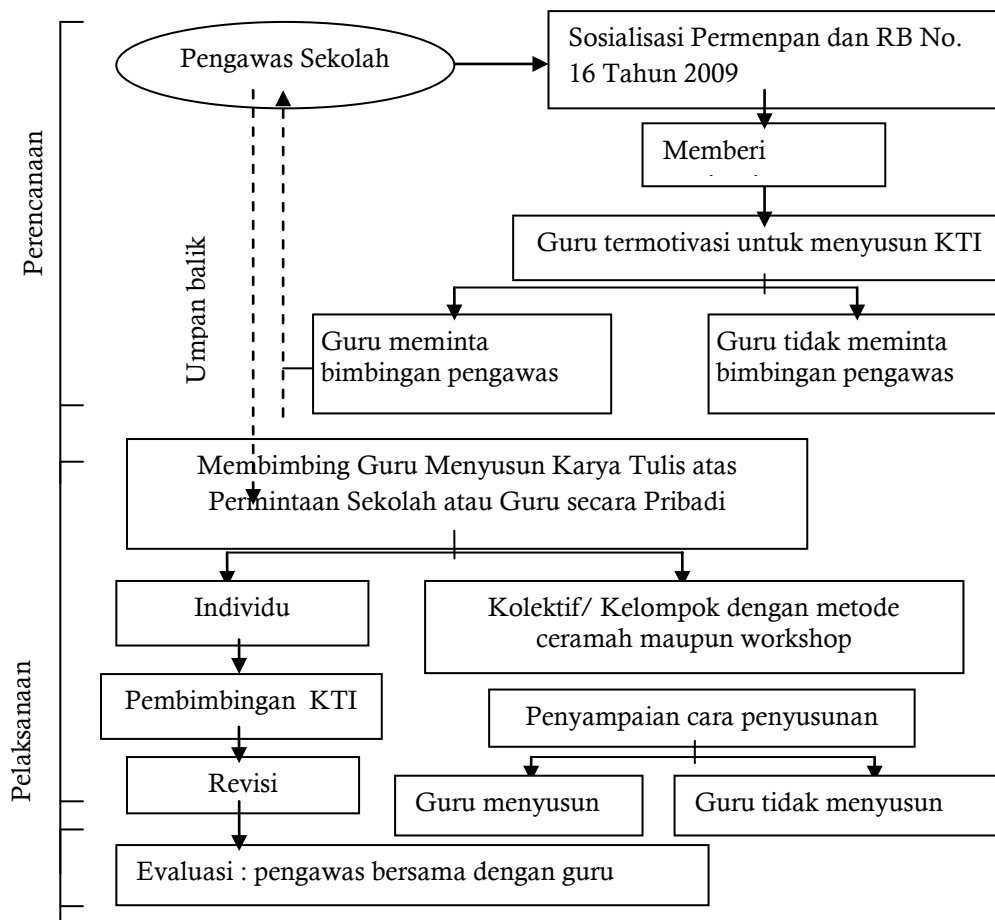 Pengawas Sekolah
Sosialisasi Permenpan dan RB No.
16 Tahun 2009
Memberi
Guru termotivasi untuk menyusun KTI
Guru meminta
bimbingan pengawas
Guru tidak meminta
bimbingan pengawas
Perencanaan
Umpan balik
Membimbing Guru Menyusun Karya Tulis atas
Permintaan Sekolah atau Guru secara Pribadi
Individu
Kolektif/ Kelompok dengan metode
ceramah maupun workshop
Pembimbingan KTI
Penyampaian cara penyusunan
Revisi
Guru menyusun
Guru tidak menyusun
Pelaksanaan
Evaluasi : pengawas bersama dengan guru